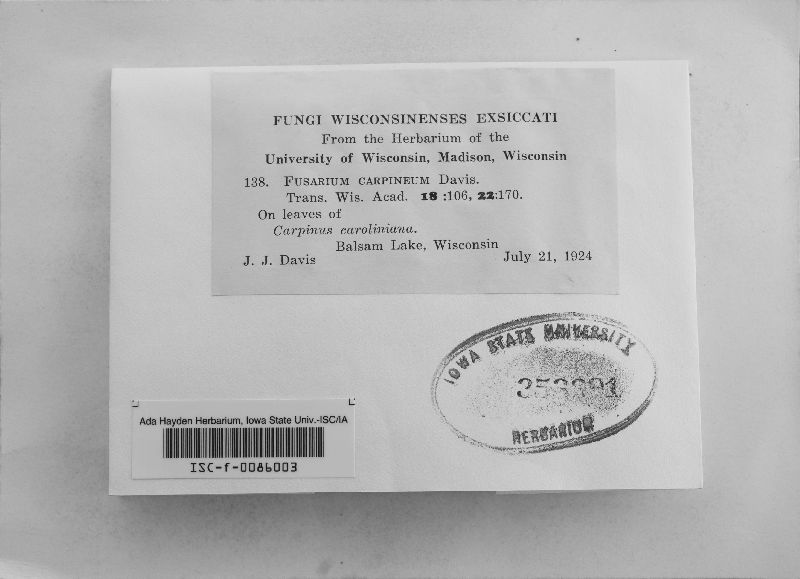 FUNGI WISCONSINENSES EXSICCATI
From the Herbarium of the
University of Wisconsin, Madison, Wisconsin
138. FUSARIUM CARPINEUM Davis.
Trans. Wis. Acad. 18 :106, 22:170.
On leaves of
Carpinus caroliniana.
Balsam Lake, Wisconsin
J. J. Davis
July 21, 1924
IOWA STATE UNIVERSITY
HERBARIUM
Ada Hayden Herbarium, Iowa State Univ.-ISC/IA
ISC-f-0086003